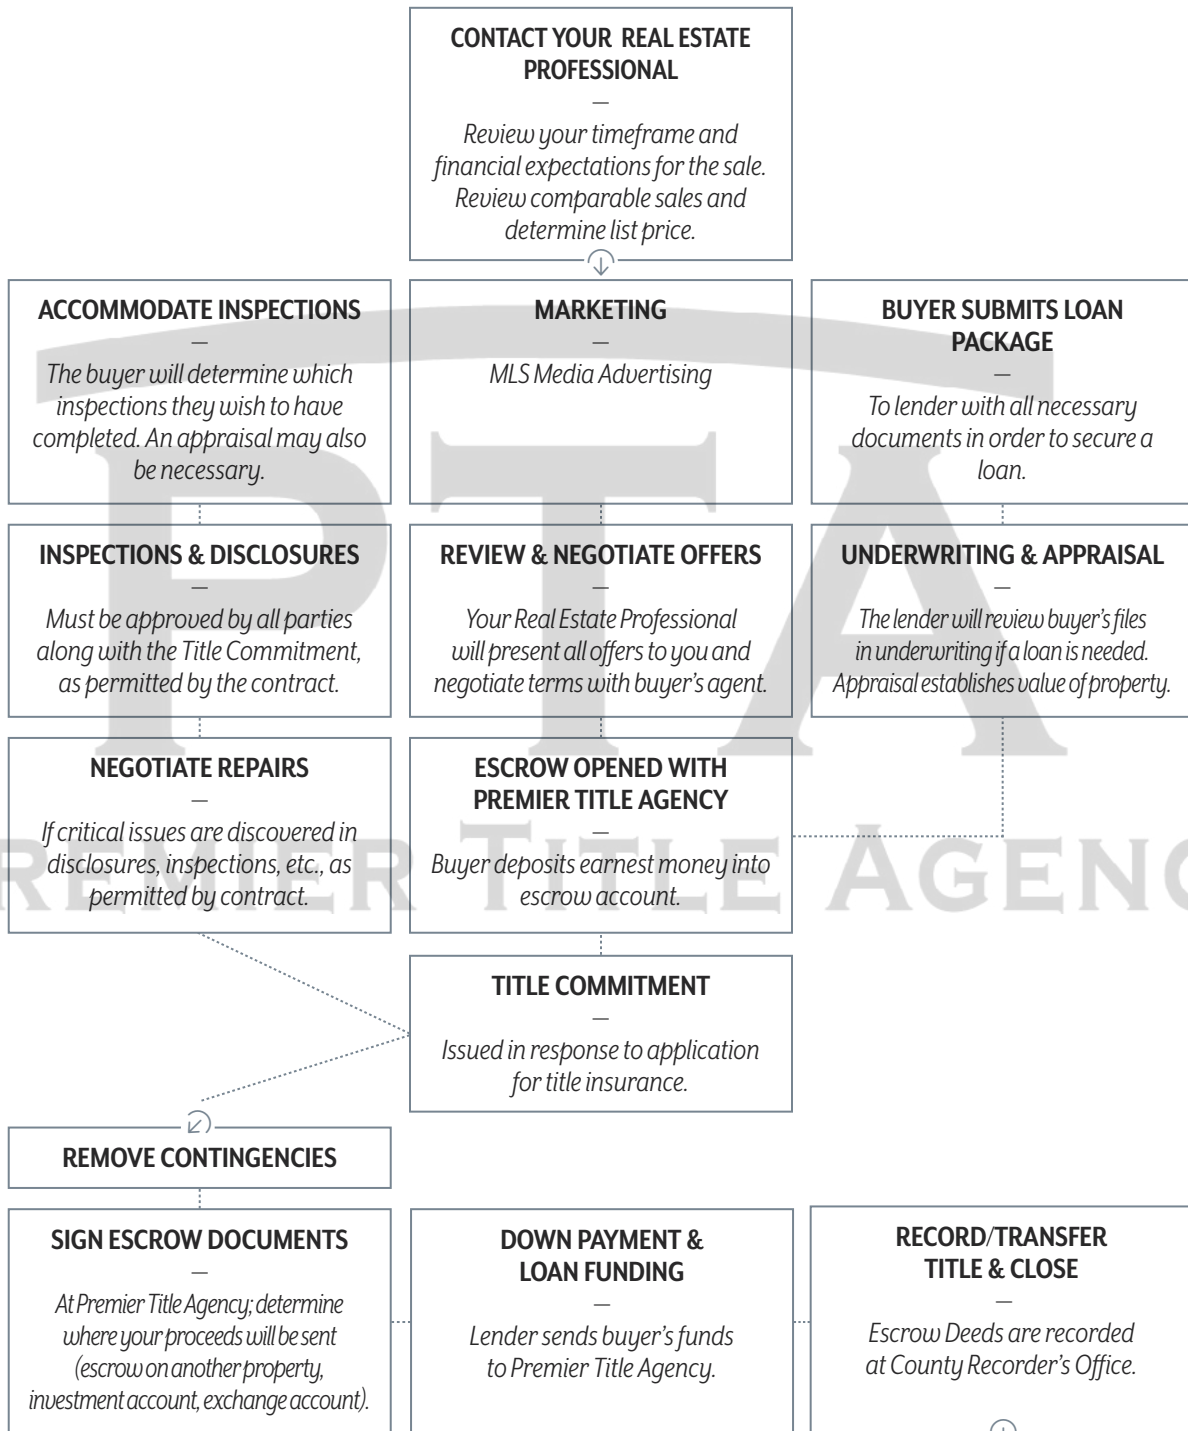 CONTACT YOUR REAL ESTATE
PROFESSIONAL
—
Review your timeframe and
financial expectations for the sale.
Review comparable sales and
determine list price.
ACCOMMODATE INSPECTIONS
—
The buyer will determine which
inspections they wish to have
completed. An appraisal may also
be necessary.
MARKETING
—
MLS Media Advertising
BUYER SUBMITS LOAN
PACKAGE
—
To lender with all necessary
documents in order to secure a
loan.
INSPECTIONS & DISCLOSURES
—
Must be approved by all parties
along with the Title Commitment,
as permitted by the contract.
REVIEW & NEGOTIATE OFFERS
—
Your Real Estate Professional
will present all offers to you and
negotiate terms with buyer's agent.
UNDERWRITING & APPRAISAL
—
The lender will review buyer's files
in underwriting if a loan is needed.
Appraisal establishes value of property.
NEGOTIATE REPAIRS
—
If critical issues are discovered in
disclosures, inspections, etc., as
permitted by contract.
ESCROW OPENED WITH
PREMIER TITLE AGENCY
—
Buyer deposits earnest money into
escrow account.
TITLE COMMITMENT
—
Issued in response to application
for title insurance.
REMOVE CONTINGENCIES
SIGN ESCROW DOCUMENTS
—
At Premier Title Agency; determine
where your proceeds will be sent
(escrow on another property,
investment account, exchange account).
DOWN PAYMENT &
LOAN FUNDING
—
Lender sends buyer's funds
to Premier Title Agency.
RECORD/TRANSFER
TITLE & CLOSE
—
Escrow Deeds are recorded
at County Recorder's Office.
PTA
REMIER TITLE AGENC